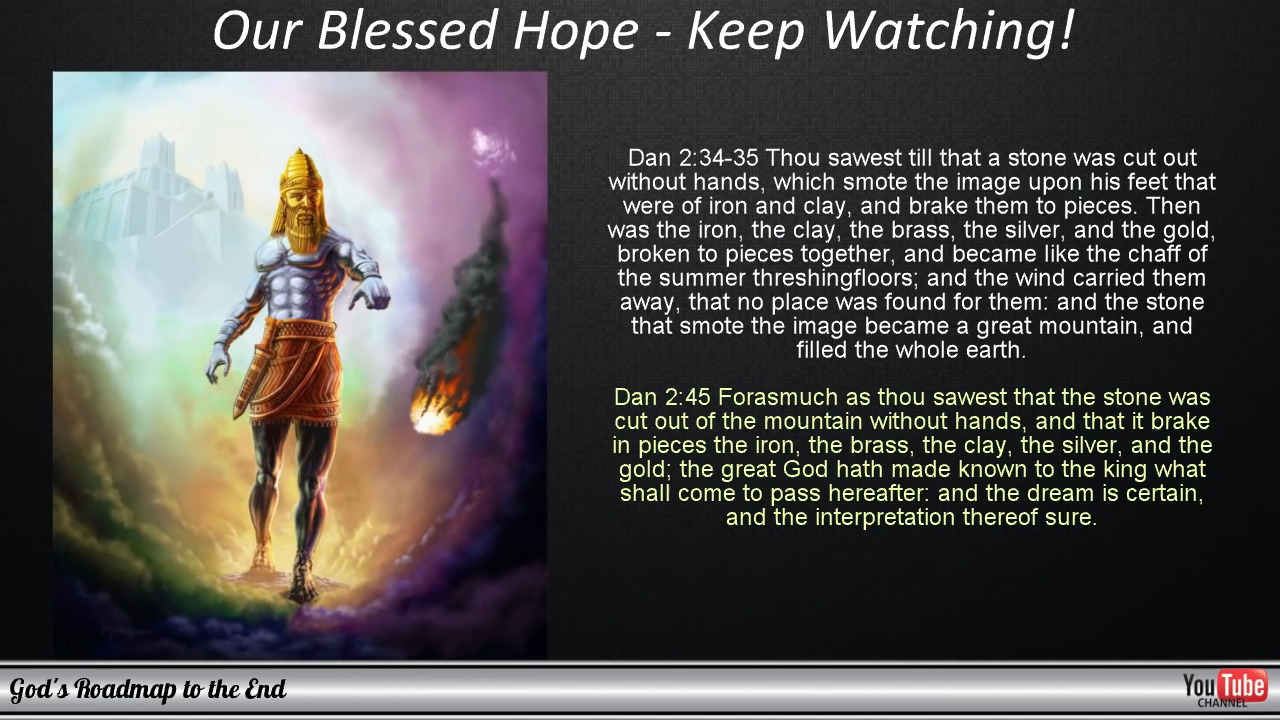 Our Blessed Hope - Keep Watching!
Dan 2:34-35 Thou sawest till that a stone was cut out
without hands, which smote the image upon his feet that
were of iron and clay, and brake them to pieces. Then
was the iron, the clay, the brass, the silver, and the gold,
broken to pieces together, and became like the chaff of
the summer threshingfloors; and the wind carried them
away, that no place was found for them: and the stone
that smote the image became a great mountain, and
filled the whole earth.
Dan 2:45 Forasmuch as thou sawest that the stone was
cut out of the mountain without hands, and that it brake
in pieces the iron, the brass, the clay, the silver, and the
gold; the great God hath made known to the king what
shall come to pass hereafter: and the dream is certain,
and the interpretation thereof sure.
God's Roadmap to the End
YouTube
CHANNEL